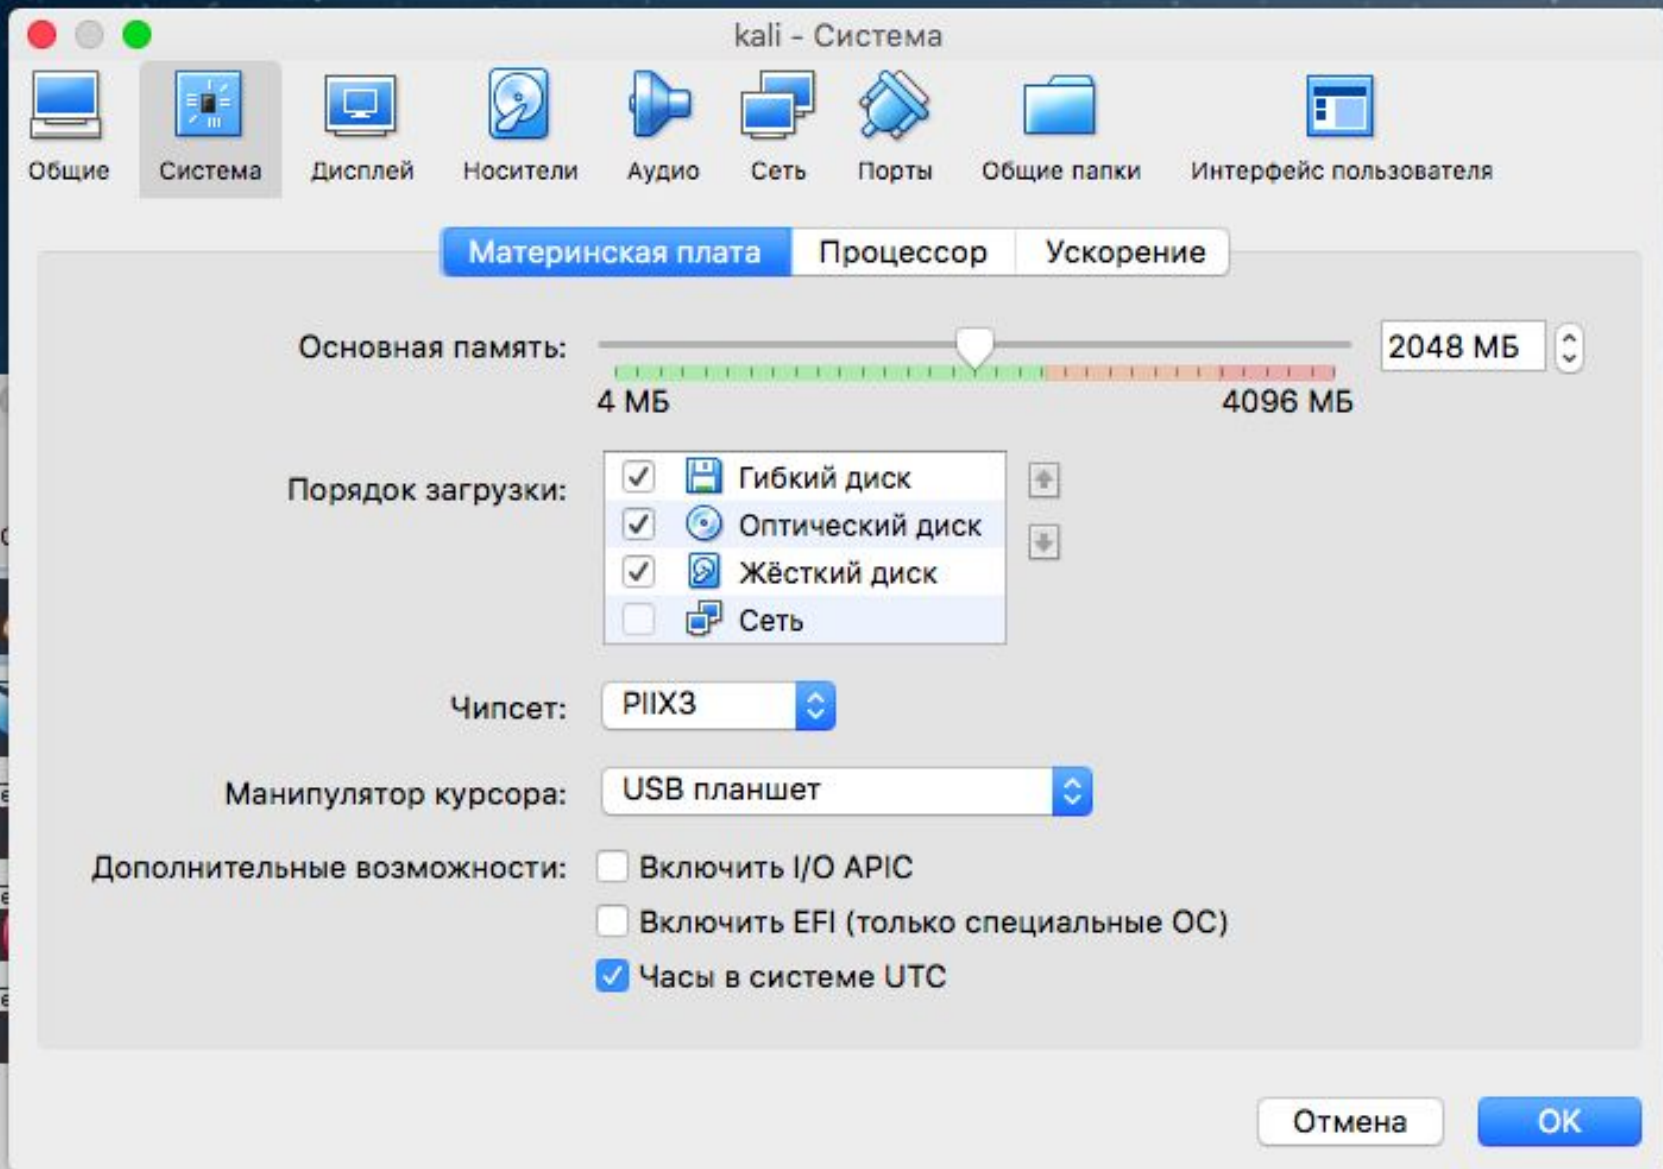 kali - Система
Общие Система Дисплей Носители Аудио Сеть Порты Общие папки Интерфейс пользователя
Материнская плата Процессор Ускорение
Основная память: 2048 МБ
4 МБ 4096 МБ
Порядок загрузки: Гибкий диск
Оптический диск
Жёсткий диск
Сеть
Чипсет: PIIX3
Манипулятор курсора: USB планшет
Дополнительные возможности: Включить I/O APIC
Включить EFI (только специальные ОС)
Часы в системе UTC
Отмена OK